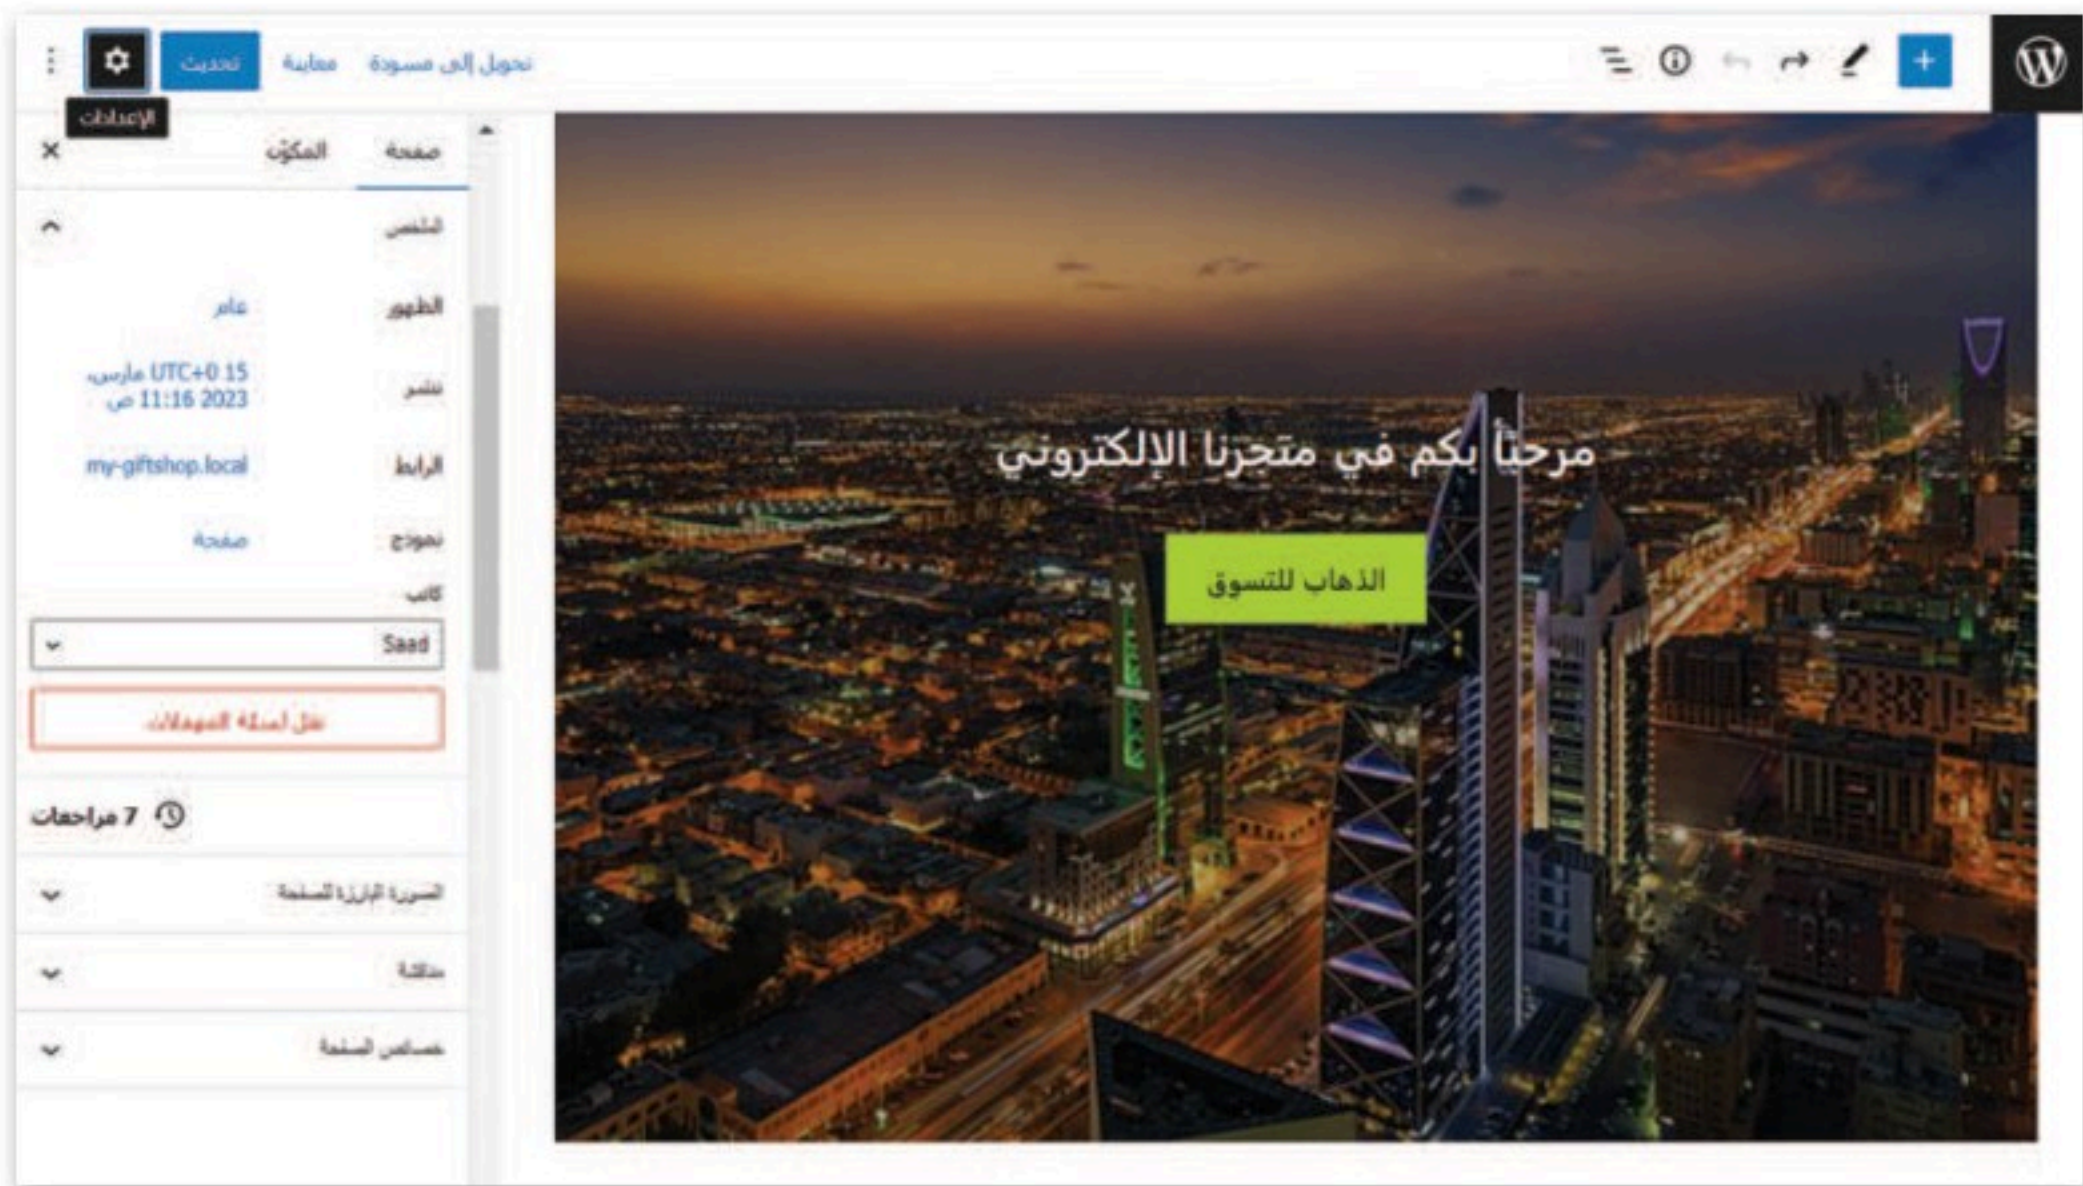 تحويل إلى مسودة
معاينة
تحديث
الإعدادات
صفحة
المكوّن
الملخص
الظهور
عام
نشر
15 UTC+0 مارس،
2023 11:16 ص
الرابط
my-giftshop.local
نموذج
صفحة
كاتب
Saad
نقل لسلة المهملات
7 مراجعات
الصورة البارزة للصفحة
مناقشة
خصائص الصفحة
مرحبًا بكم في متجرنا الإلكتروني
الذهاب للتسوق